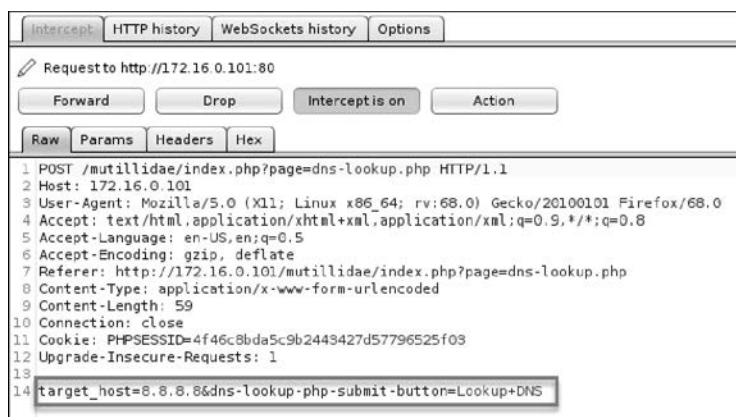 Intercept HTTP history WebSockets history Options
Request to http://172.16.0.101:80
Forward Drop Intercept is on Action
Raw Params Headers Hex
1 POST /mutillidae/index.php?page=dns-lookup.php HTTP/1.1
2 Host: 172.16.0.101
3 User-Agent: Mozilla/5.0 (X11; Linux x86_64; rv:68.0) Gecko/20100101 Firefox/68.0
4 Accept: text/html,application/xhtml+xml,application/xml;q=0.9,*/*;q=0.8
5 Accept-Language: en-US,en;q=0.5
6 Accept-Encoding: gzip, deflate
7 Referer: http://172.16.0.101/mutillidae/index.php?page=dns-lookup.php
8 Content-Type: application/x-www-form-urlencoded
9 Content-Length: 59
10 Connection: close
11 Cookie: PHPSESSID=4f46c8bda5c9b2443427d57796525f03
12 Upgrade-Insecure-Requests: 1
13
14 target_host=8.8.8.8&dns-lookup-php-submit-button=Lookup+DNS